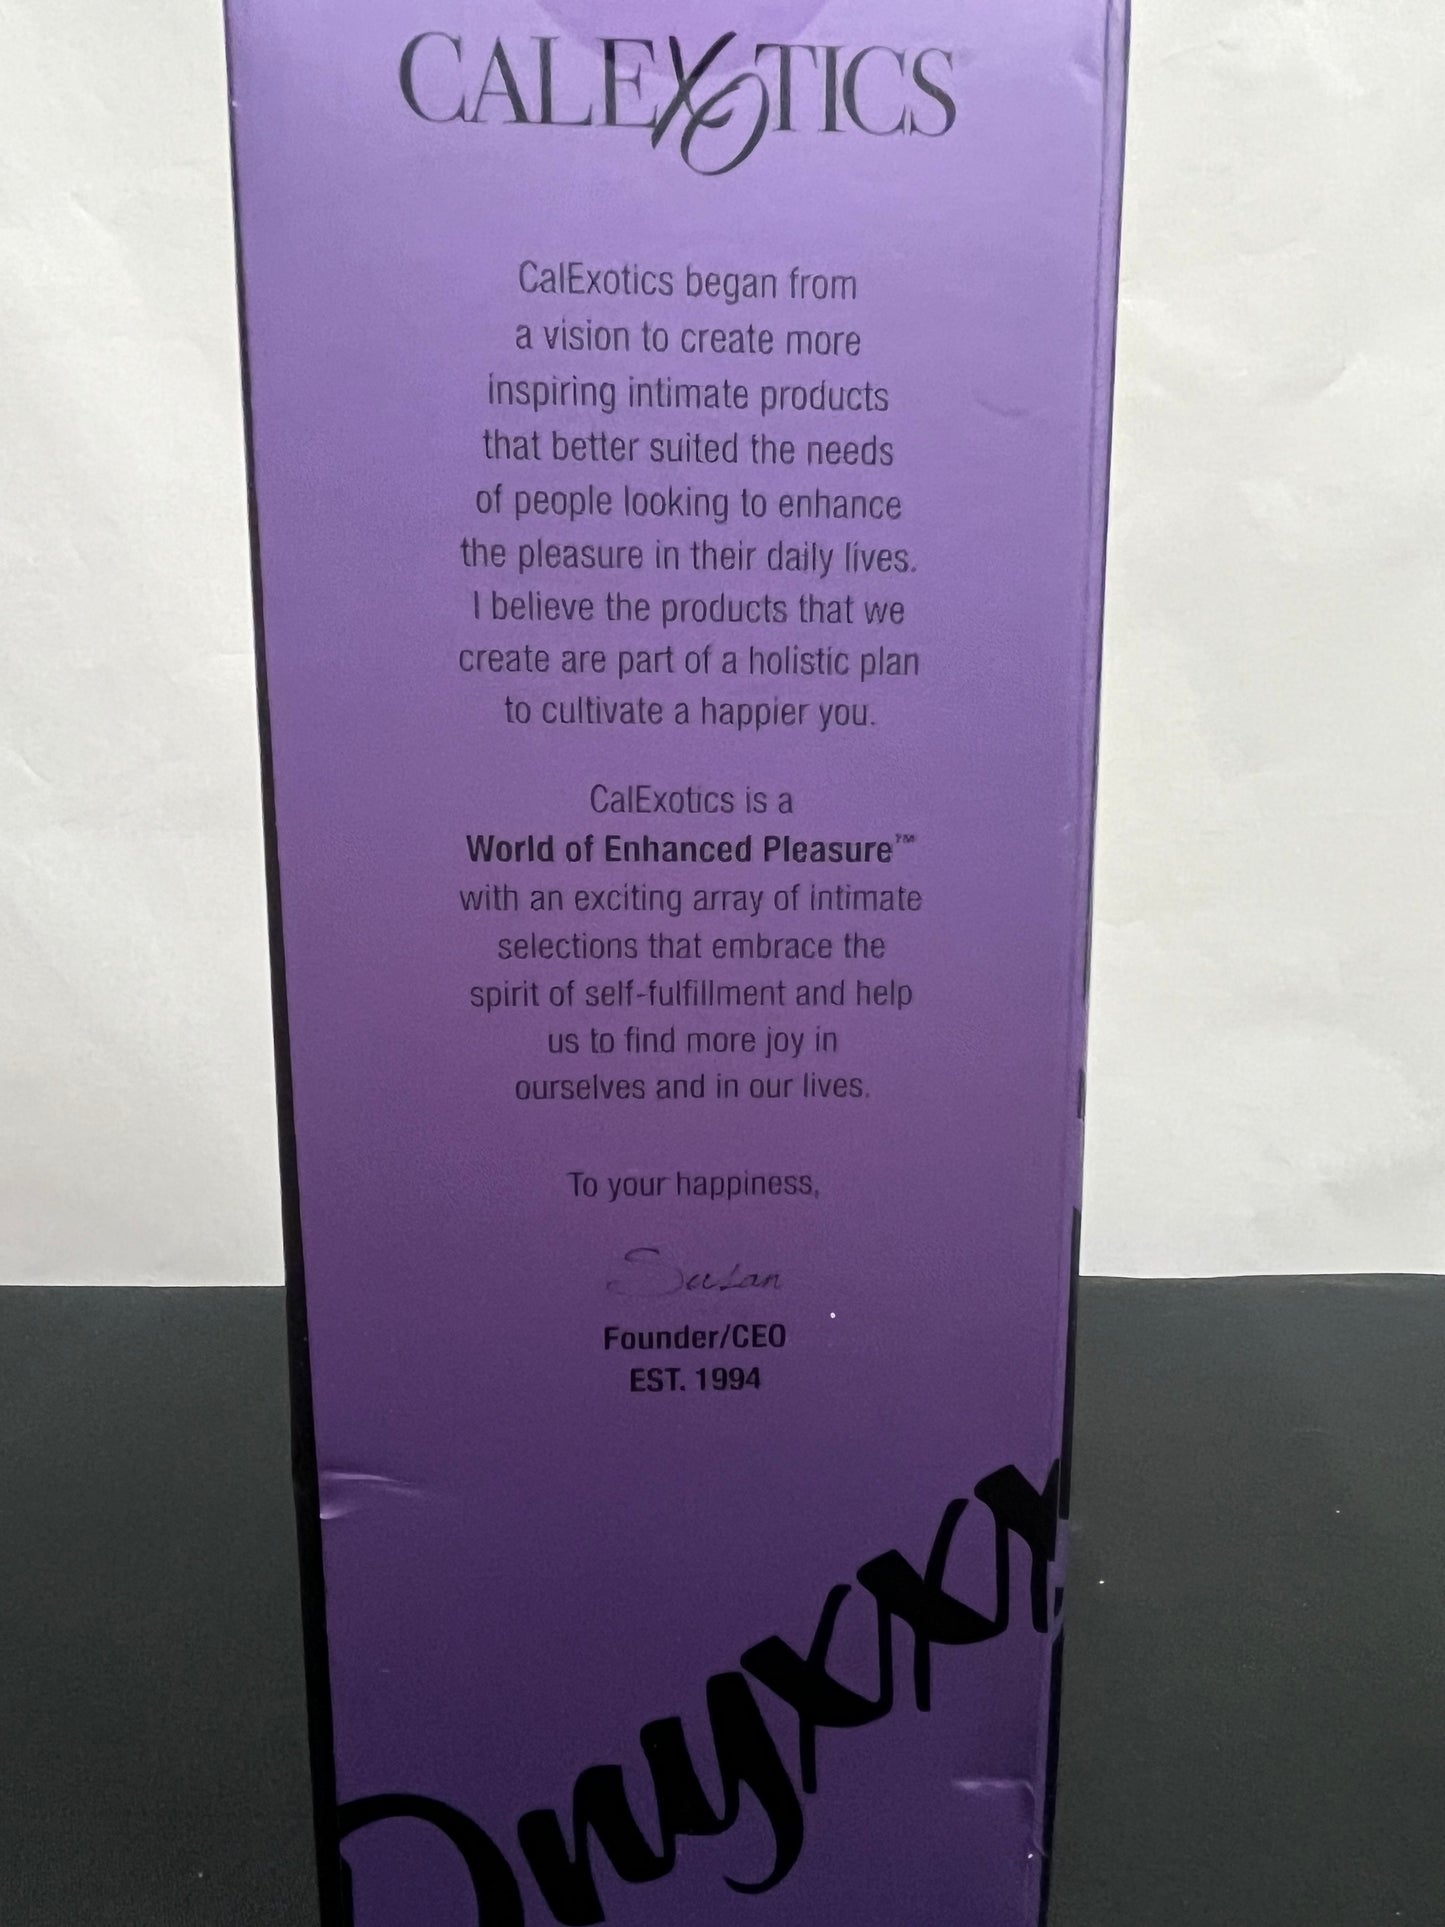 CALEXOTICS
CalExotics began from
a vision to create more
inspiring intimate products
that better suited the needs
of people looking to enhance
the pleasure in their daily lives.
I believe the products that we
create are part of a holistic plan
to cultivate a happier you.
CalExotics is a
World of Enhanced Pleasure™
with an exciting array of intimate
selections that embrace the
spirit of self-fulfillment and help
us to find more joy in
ourselves and in our lives.
To your happiness,
Susan
Founder/CEO
EST. 1994
Onyxxx